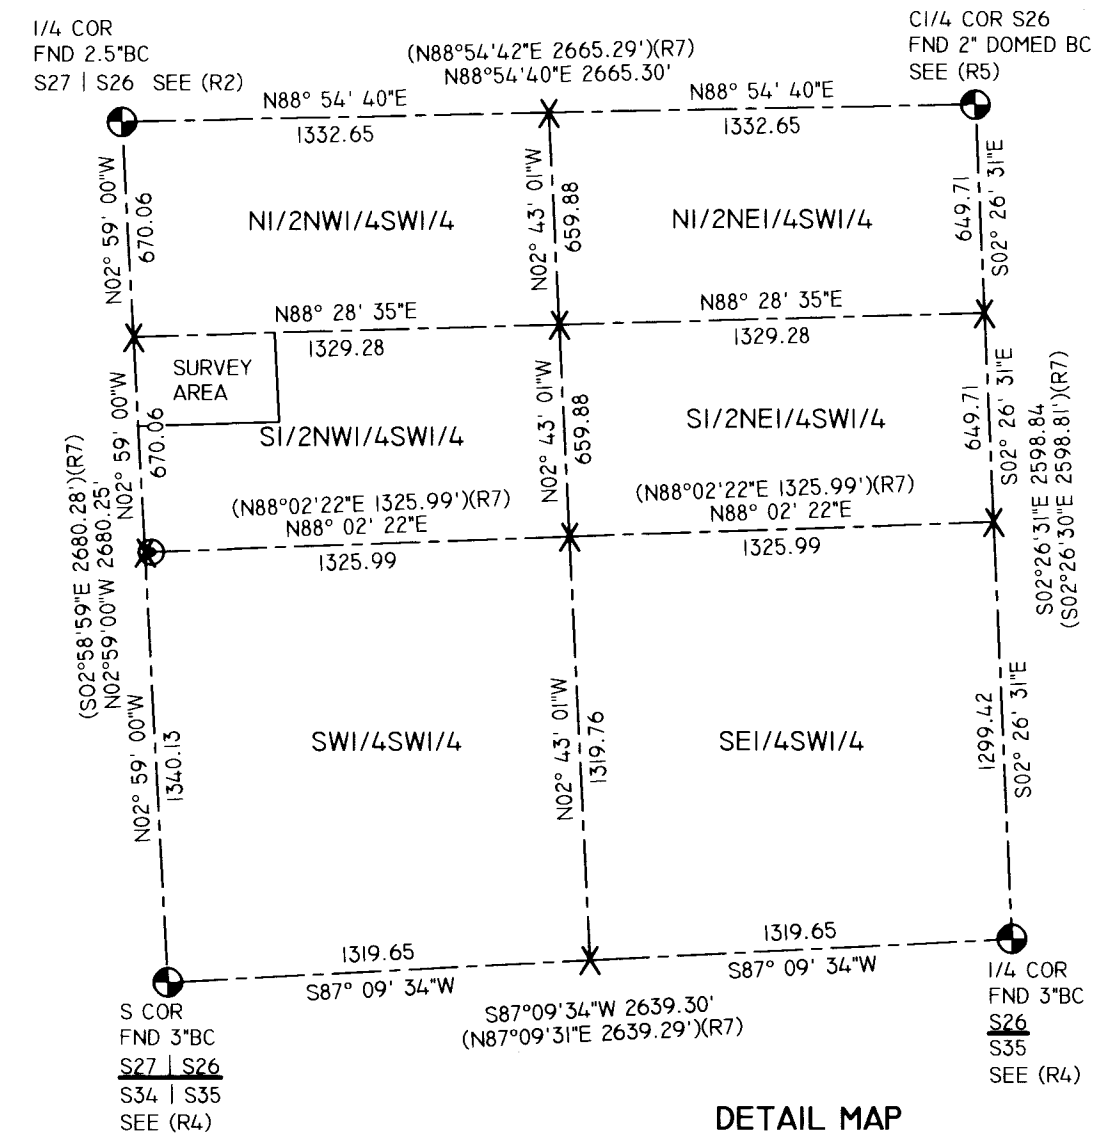 1/4 COR
FND 2.5"BC
S27 | S26 SEE (R2)
(N88°54'42"E 2665.29')(R7)
N88°54'40"E 2665.30'
C1/4 COR S26
FND 2" DOMED BC
SEE (R5)
N88° 54' 40"E
1332.65
N88° 54' 40"E
1332.65
N02° 59' 00"W
670.06
N1/2NW1/4SW1/4
N02° 43' 01"W
659.88
N1/2NE1/4SW1/4
649.71
S02° 26' 31"E
N88° 28' 35"E
1329.28
N88° 28' 35"E
1329.28
SURVEY
AREA
N02° 59' 00"W
670.06
S1/2NW1/4SW1/4
N02° 43' 01"W
659.88
S1/2NE1/4SW1/4
649.71
S02° 26' 31"E
S02°26'31"E 2598.84
(S02°26'30"E 2598.81')(R7)
(S02°58'59"E 2680.28')(R7)
N02°59'00"W 2680.25'
(N88°02'22"E 1325.99')(R7)
N88° 02' 22"E
1325.99
(N88°02'22"E 1325.99')(R7)
N88° 02' 22"E
1325.99
N02° 59' 00"W
1340.13
SW1/4SW1/4
N02° 43' 01"W
1319.76
SE1/4SW1/4
1299.42
S02° 26' 31"E
1319.65
S87° 09' 34"W
1319.65
S87° 09' 34"W
S87°09'34"W 2639.30'
(N87°09'31"E 2639.29')(R7)
S COR
FND 3"BC
S27 | S26
S34 | S35
SEE (R4)
1/4 COR
FND 3"BC
S26
S35
SEE (R4)
DETAIL MAP